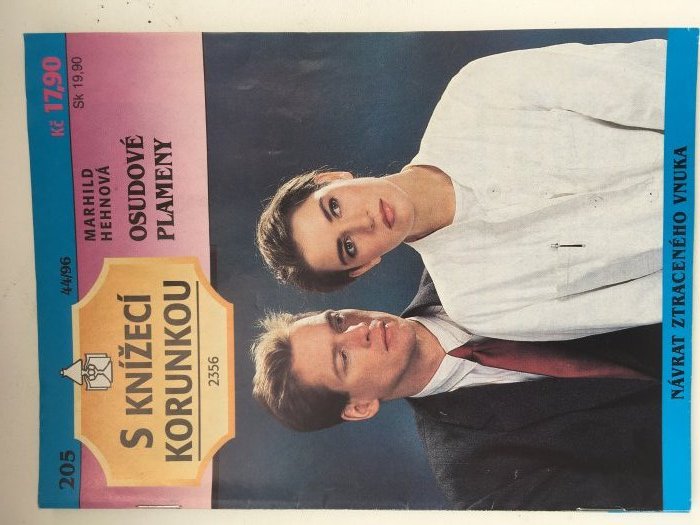 205
44/96
Kč 17,90
Sk 19,90
S KNÍŽECÍ
KORUNKOU
2356
MARHILD
HEHNOVÁ
OSUDOVÉ
PLAMENY
NÁVRAT ZTRACENÉHO VNUKA